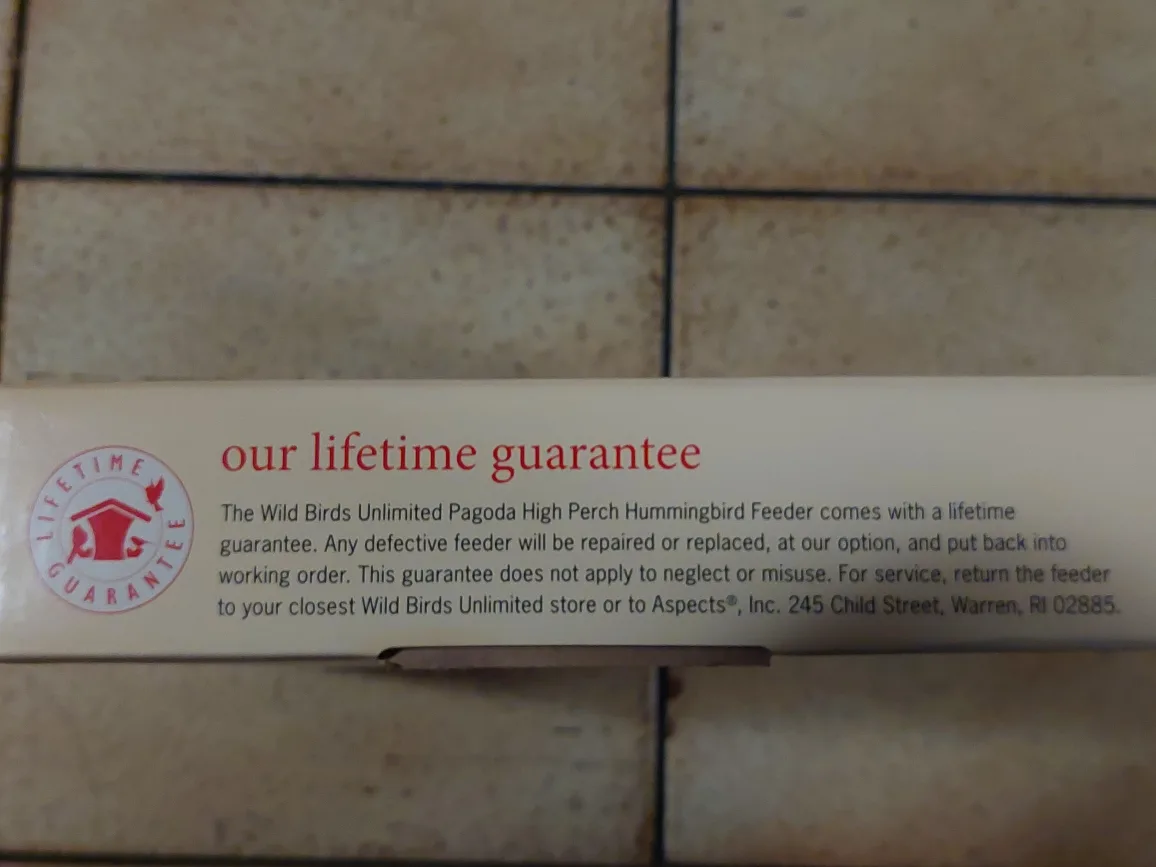 LIFETIME
GUARANTEE
our lifetime guarantee
The Wild Birds Unlimited Pagoda High Perch Hummingbird Feeder comes with a lifetime
guarantee. Any defective feeder will be repaired or replaced, at our option, and put back into
working order. This guarantee does not apply to neglect or misuse. For service, return the feeder
to your closest Wild Birds Unlimited store or to Aspects®, Inc. 245 Child Street, Warren, RI 02885.